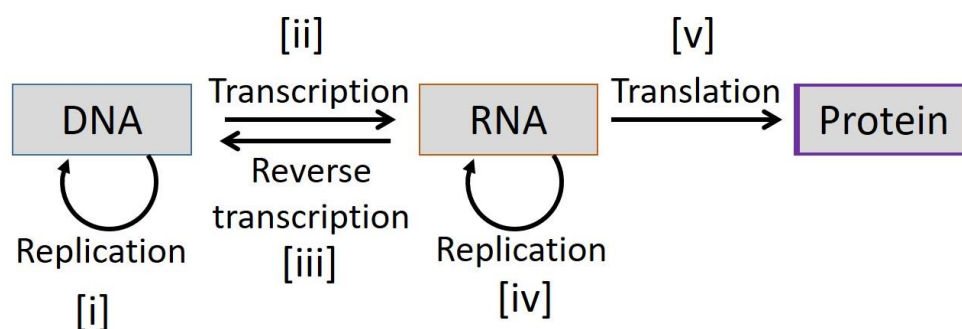 [ii]
[v]
Transcription
Translation
DNA
RNA
Protein
Reverse
transcription
Replication
Replication
[iii]
[iv]
[i]